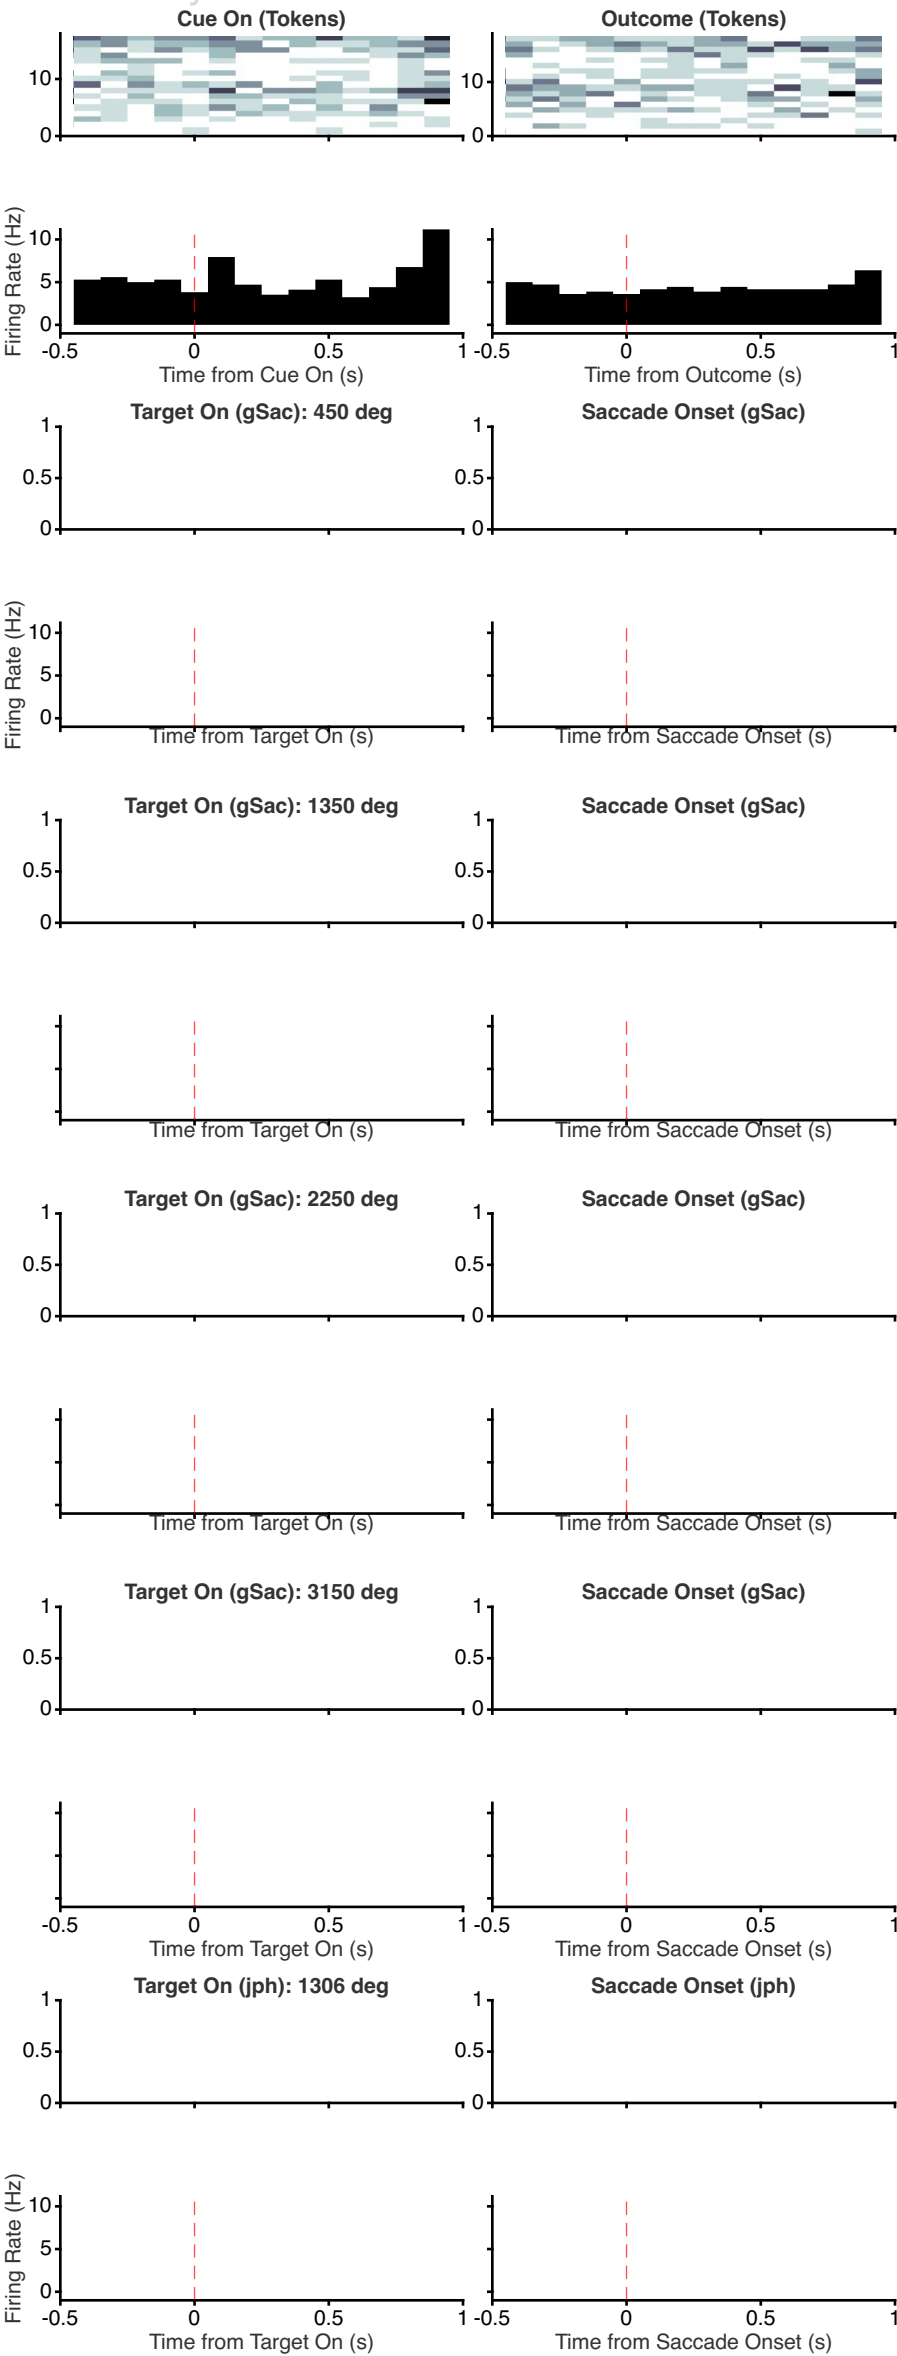 Cue On (Tokens) Outcome (Tokens)
10 10
0 0
Firing Rate (Hz)
10
5
0
-0.5 0 0.5 1 -0.5 0 0.5 1
Time from Cue On (s) Time from Outcome (s)
Target On (gSac): 450 deg Saccade Onset (gSac)
1 1
0.5 0.5
0 0
Firing Rate (Hz)
10
5
0
Time from Target On (s) Time from Saccade Onset (s)
Target On (gSac): 1350 deg Saccade Onset (gSac)
1 1
0.5 0.5
0 0
Time from Target On (s) Time from Saccade Onset (s)
Target On (gSac): 2250 deg Saccade Onset (gSac)
1 1
0.5 0.5
0 0
Time from Target On (s) Time from Saccade Onset (s)
Target On (gSac): 3150 deg Saccade Onset (gSac)
1 1
0.5 0.5
0 0
-0.5 0 0.5 1 -0.5 0 0.5 1
Time from Target On (s) Time from Saccade Onset (s)
Target On (jph): 1306 deg Saccade Onset (jph)
1 1
0.5 0.5
0 0
Firing Rate (Hz)
10
5
0
-0.5 0 0.5 1 -0.5 0 0.5 1
Time from Target On (s) Time from Saccade Onset (s)